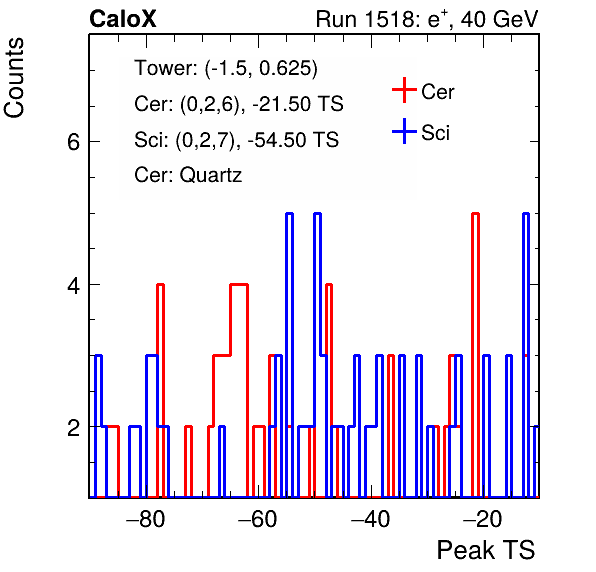 CaloX Run 1518: e⁺, 40 GeV
Counts
Tower: (-1.5, 0.625)
Cer: (0,2,6), -21.50 TS
Sci: (0,2,7), -54.50 TS
Cer: Quartz
Cer
Sci
6
4
2
−80 −60 −40 −20
Peak TS